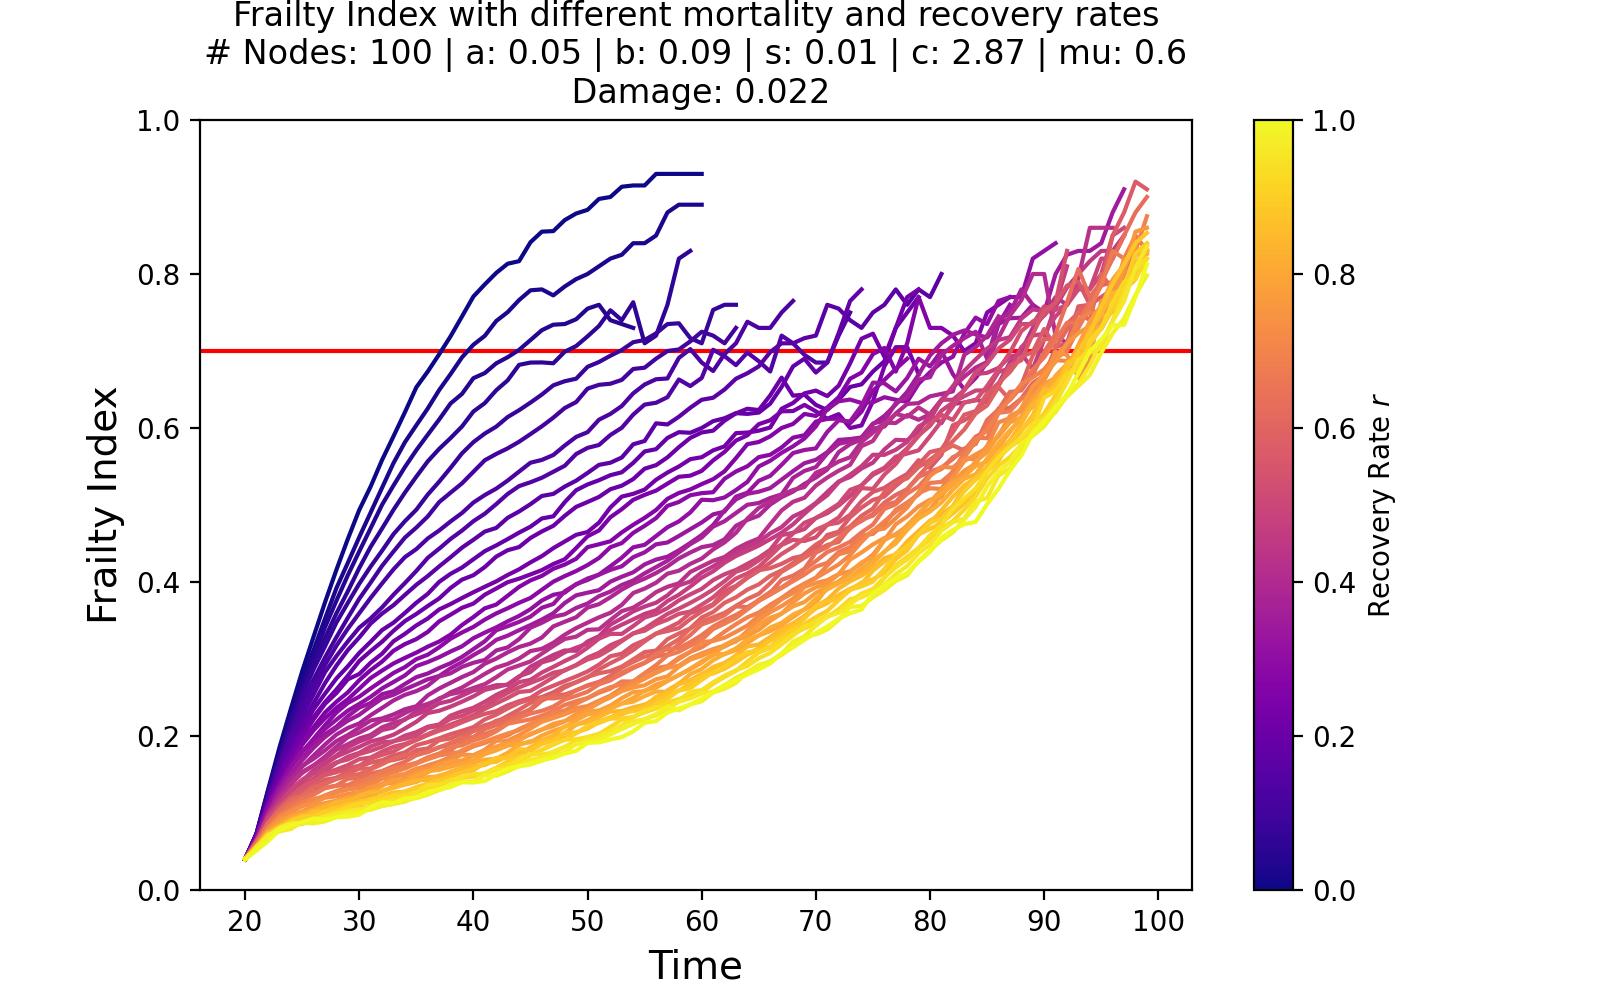 Frailty Index with different mortality and recovery rates
# Nodes: 100 | a: 0.05 | b: 0.09 | s: 0.01 | c: 2.87 | mu: 0.6
Damage: 0.022
Frailty Index
1.0
0.8
0.6
0.4
0.2
0.0
20 30 40 50 60 70 80 90 100
Time
1.0
0.8
0.6
0.4
0.2
0.0
Recovery Rate r